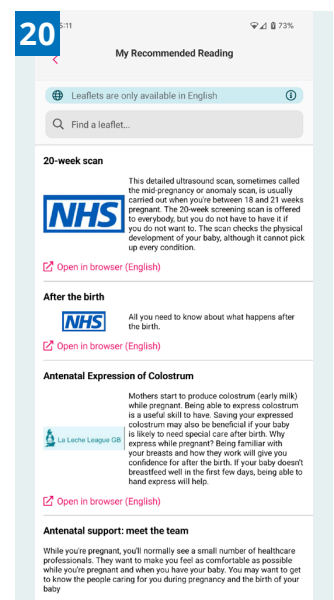 20
5:11
73%
My Recommended Reading
Leaflets are only available in English
Find a leaflet...
20-week scan
This detailed ultrasound scan, sometimes called
the mid-pregnancy or anomaly scan, is usually
carried out when you're between 18 and 21 weeks
pregnant. The 20-week screening scan is offered
to everybody, but you do not have to have it if
you do not want to. The scan checks the physical
development of your baby, although it cannot pick
up every condition.
NHS
Open in browser (English)
After the birth
NHS
All you need to know about what happens after
the birth.
Open in browser (English)
Antenatal Expression of Colostrum
Mothers start to produce colostrum (early milk)
while pregnant. Being able to express colostrum
is a useful skill to have. Saving your expressed
colostrum may also be beneficial if your baby
is likely to need special care after birth. Why
express while pregnant? Being familiar with
your breasts and how they work will give you
confidence for after the birth. If your baby doesn't
breastfeed well in the first few days, being able to
hand express will help.
La Leche League GB
Open in browser (English)
Antenatal support: meet the team
While you're pregnant, you'll normally see a small number of healthcare
professionals. They want to make you feel as comfortable as possible
while you're pregnant and when you have your baby. You may want to get
to know the people caring for you during pregnancy and the birth of your
baby